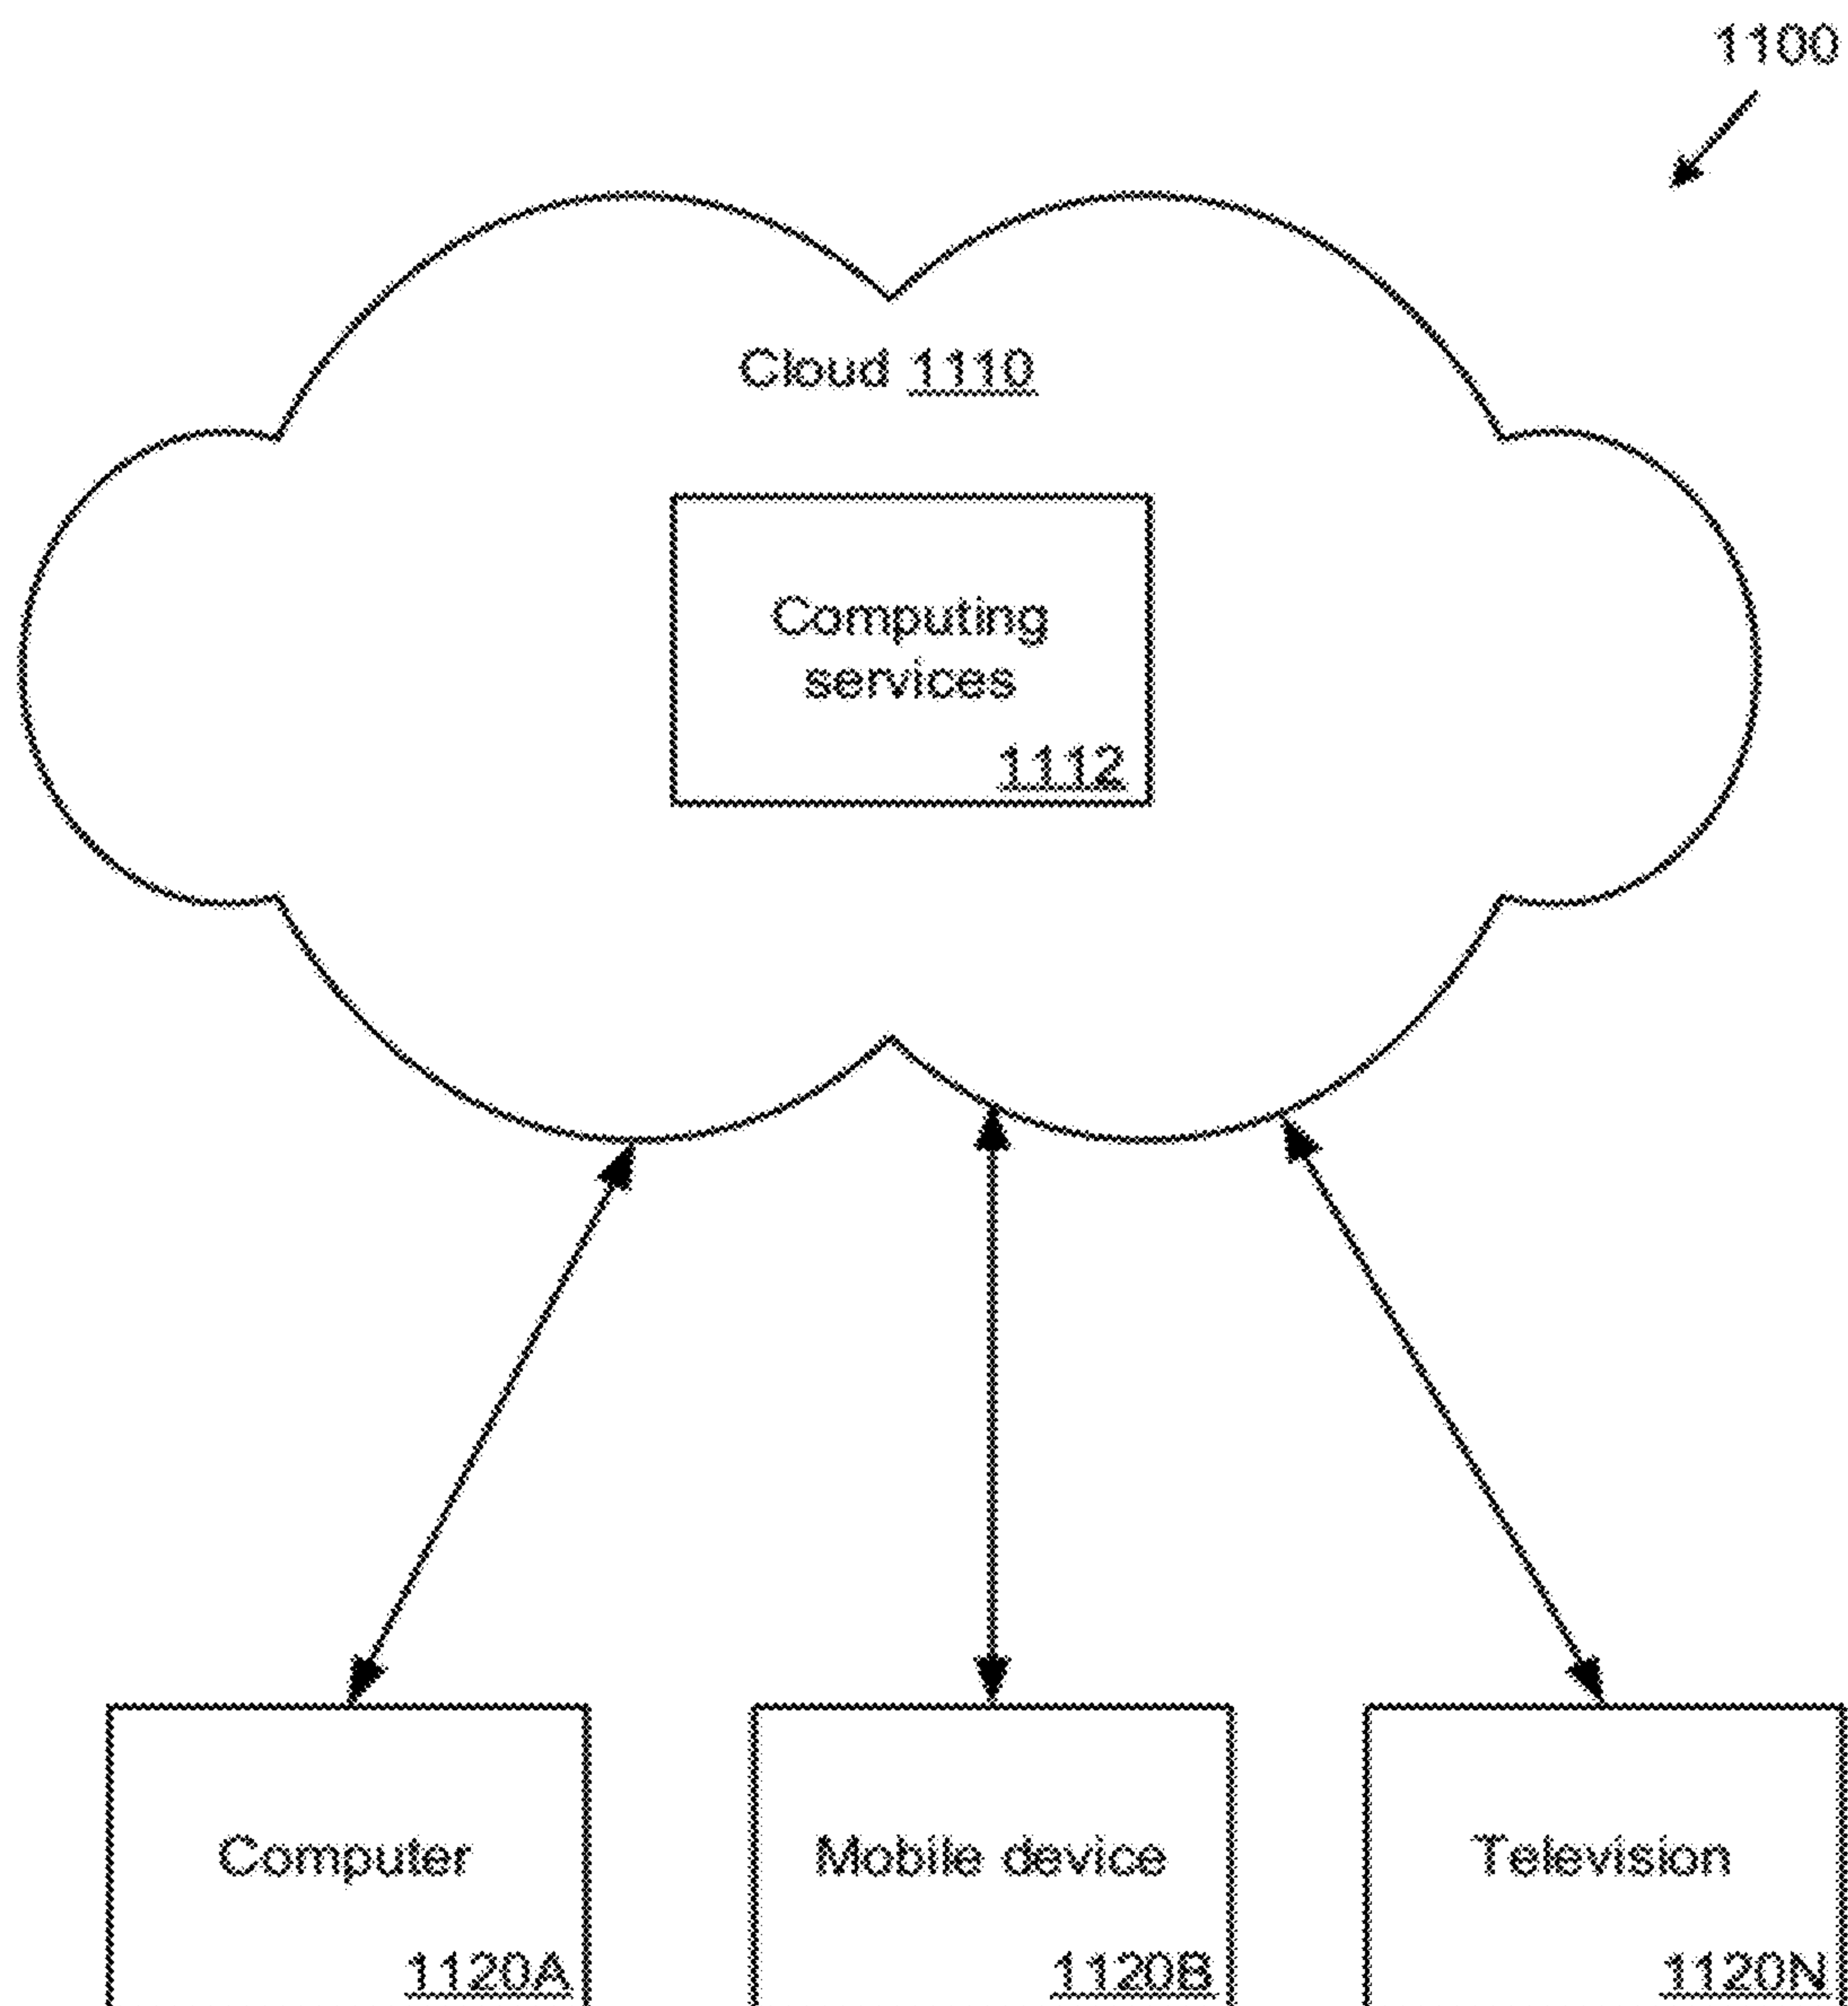 1100
Cloud 1110
Computing
services
1112
Computer
1120A
Mobile device
1120B
Television
1120N